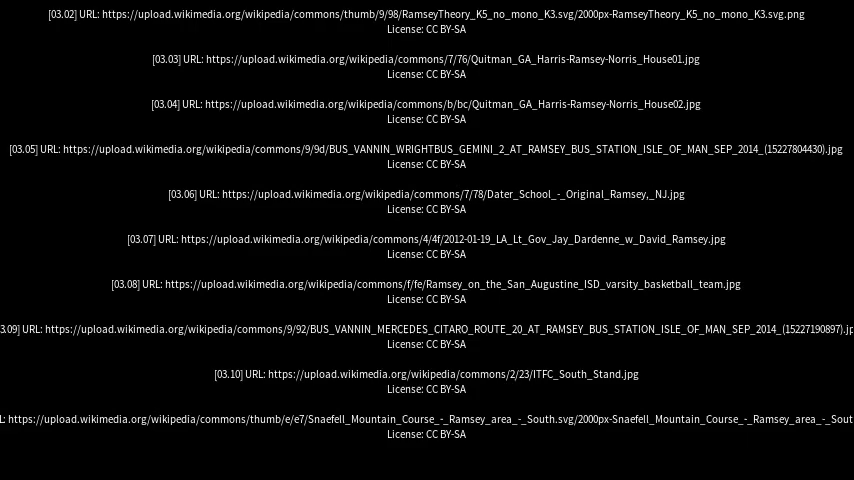 [03.02] URL: https://upload.wikimedia.org/wikipedia/commons/thumb/9/98/RamseyTheory_K5_no_mono_K3.svg/2000px-RamseyTheory_K5_no_mono_K3.svg.png
License: CC BY-SA
[03.03] URL: https://upload.wikimedia.org/wikipedia/commons/7/76/Quitman_GA_Harris-Ramsey-Norris_House01.jpg
License: CC BY-SA
[03.04] URL: https://upload.wikimedia.org/wikipedia/commons/b/bc/Quitman_GA_Harris-Ramsey-Norris_House02.jpg
License: CC BY-SA
[03.05] URL: https://upload.wikimedia.org/wikipedia/commons/9/9d/BUS_VANNIN_WRIGHTBUS_GEMINI_2_AT_RAMSEY_BUS_STATION_ISLE_OF_MAN_SEP_2014_(15227804430).jpg
License: CC BY-SA
[03.06] URL: https://upload.wikimedia.org/wikipedia/commons/7/78/Dater_School_-_Original_Ramsey,_NJ.jpg
License: CC BY-SA
[03.07] URL: https://upload.wikimedia.org/wikipedia/commons/4/4f/2012-01-19_LA_Lt_Gov_Jay_Dardenne_w_David_Ramsey.jpg
License: CC BY-SA
[03.08] URL: https://upload.wikimedia.org/wikipedia/commons/f/fe/Ramsey_on_the_San_Augustine_ISD_varsity_basketball_team.jpg
License: CC BY-SA
3.09] URL: https://upload.wikimedia.org/wikipedia/commons/9/92/BUS_VANNIN_MERCEDES_CITARO_ROUTE_20_AT_RAMSEY_BUS_STATION_ISLE_OF_MAN_SEP_2014_(15227190897).jp
License: CC BY-SA
[03.10] URL: https://upload.wikimedia.org/wikipedia/commons/2/23/ITFC_South_Stand.jpg
License: CC BY-SA
L: https://upload.wikimedia.org/wikipedia/commons/thumb/e/e7/Snaefell_Mountain_Course_-_Ramsey_area_-_South.svg/2000px-Snaefell_Mountain_Course_-_Ramsey_area_-_Sout
License: CC BY-SA